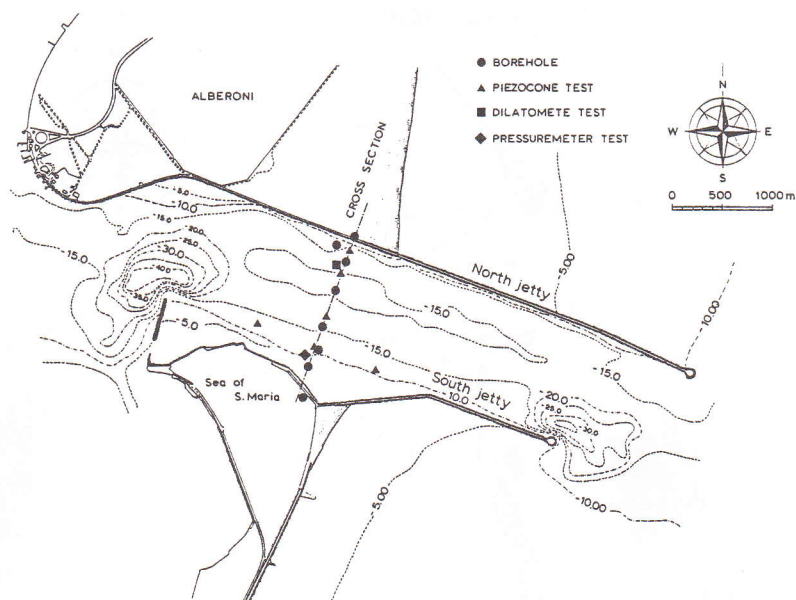 BOREHOLE
PIEZOCONE TEST
DILATOMETE TEST
PRESSUREMETER TEST
N
W E
S
0 500 1000 m
ALBERONI
CROSS SECTION
North jetty
South jetty
Sea of
S. Maria
-5.0
-10.0
-15.0
-20.0
-25.0
-30.0
-40.0
-15.0
-5.0
-15.0
-15.0
-10.0
-5.00
-10.00
-15.0
-20.0
-25.0
-30.0
-5.00
-10.00